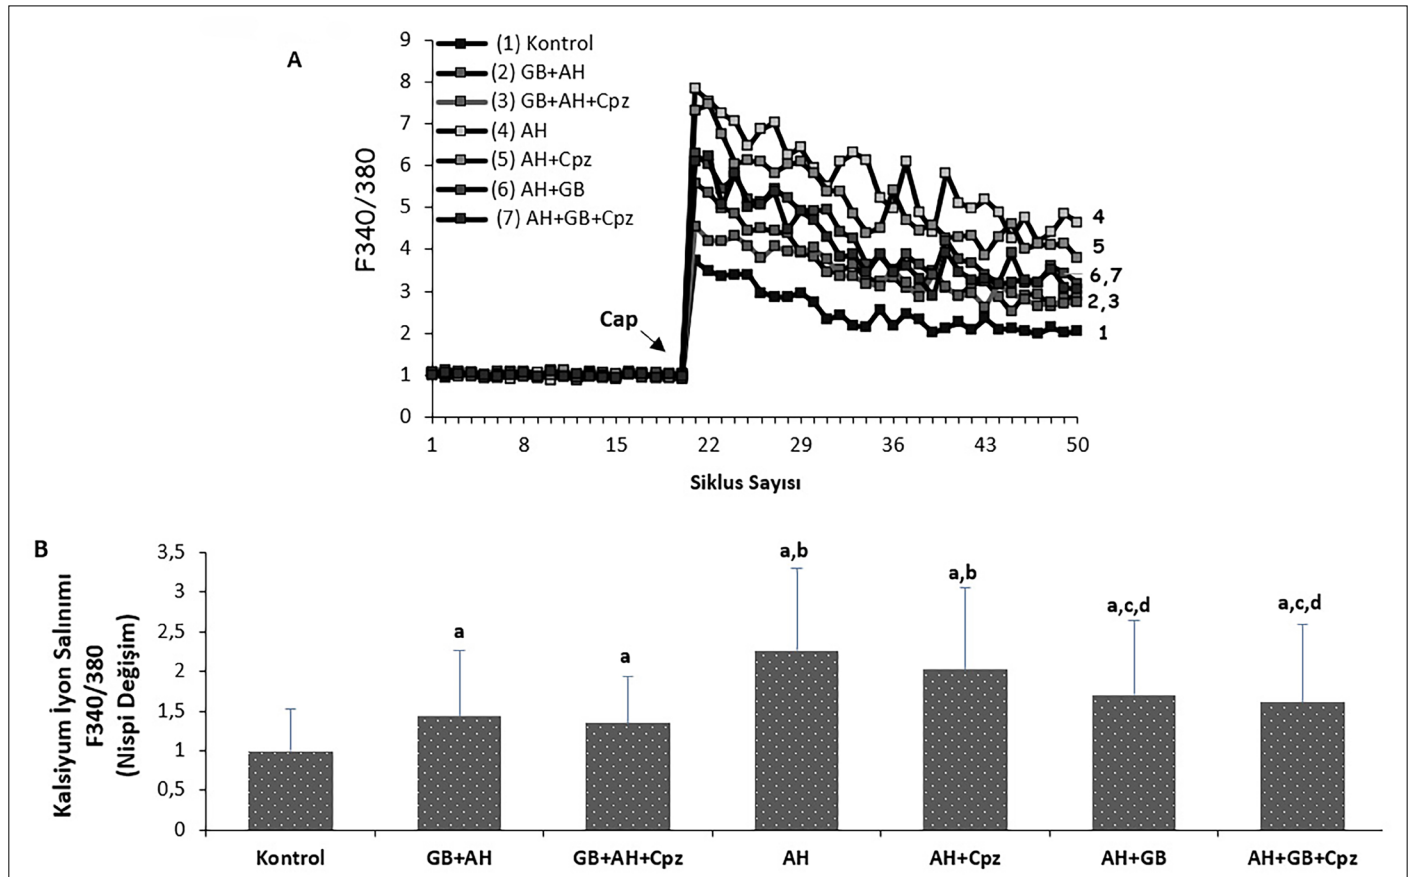 A
9
8
7
6
5
4
3
2
1
0
F340/380
(1) Kontrol
(2) GB+AH
(3) GB+AH+Cpz
(4) AH
(5) AH+Cpz
(6) AH+GB
(7) AH+GB+Cpz
Cap
4
5
6,7
2,3
1
1 8 15 22 29 36 43 50
Siklus Sayısı
B
Kalsiyum İyon Salınımı
F340/380
(Nispi Değişim)
3,5
3
2,5
2
1,5
1
0,5
0
a
a
a,b
a,b
a,c,d
a,c,d
Kontrol GB+AH GB+AH+Cpz AH AH+Cpz AH+GB AH+GB+Cpz